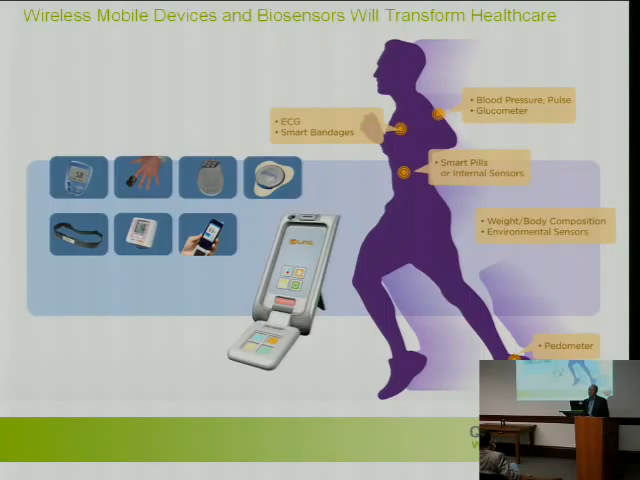 Wireless Mobile Devices and Biosensors Will Transform Healthcare
• Blood Pressure, Pulse
• Glucometer
• ECG
• Smart Bandages
• Smart Pills
or Internal Sensors
• Weight/Body Composition
• Environmental Sensors
• Pedometer